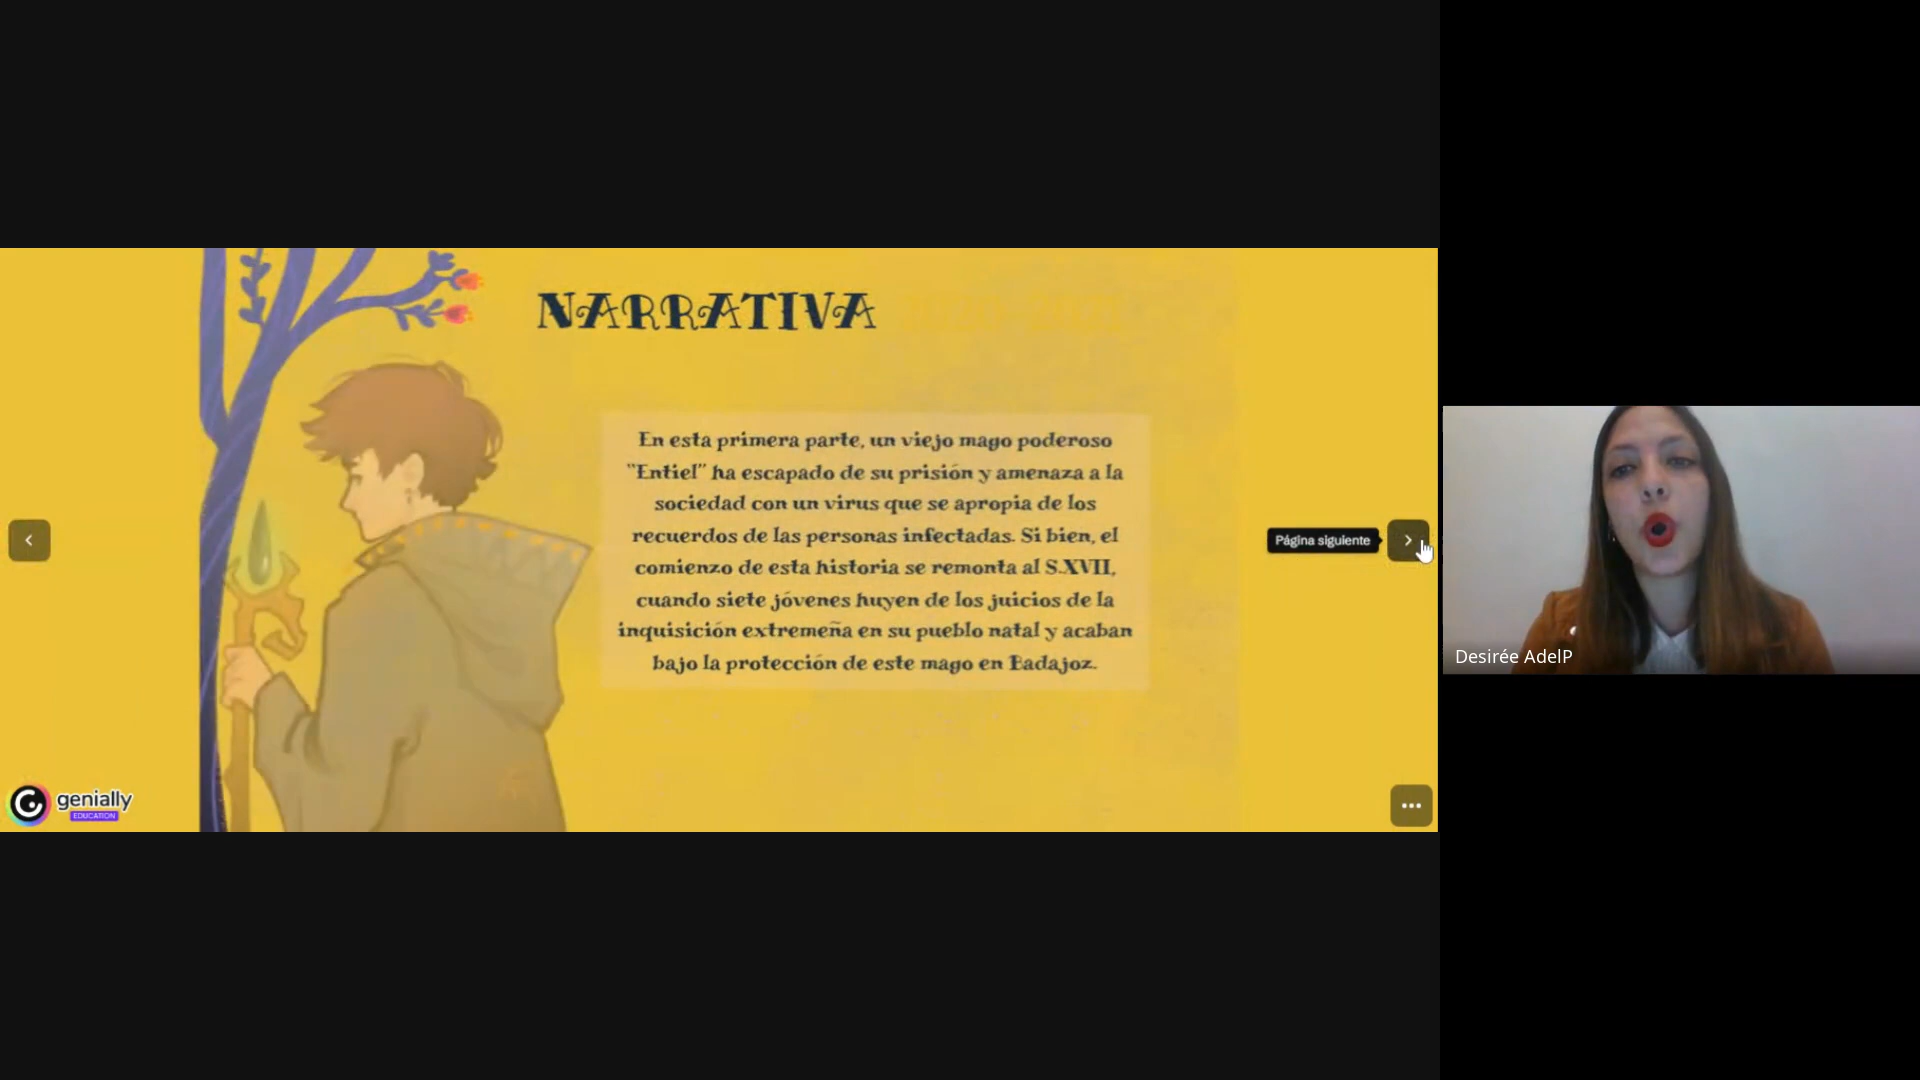 NARRATIVA
En esta primera parte, un viejo mago poderoso
"Entiel" ha escapado de su prisión y amenaza a la
sociedad con un virus que se apropia de los
recuerdos de las personas infectadas. Si bien, el
comienzo de esta historia se remonta al S.XVII,
cuando siete jóvenes huyen de los juicios de la
inquisición extremeña en su pueblo natal y acaban
bajo la protección de este mago en Badajoz.
Página siguiente
genially
EDUCATION
Desirée AdelP